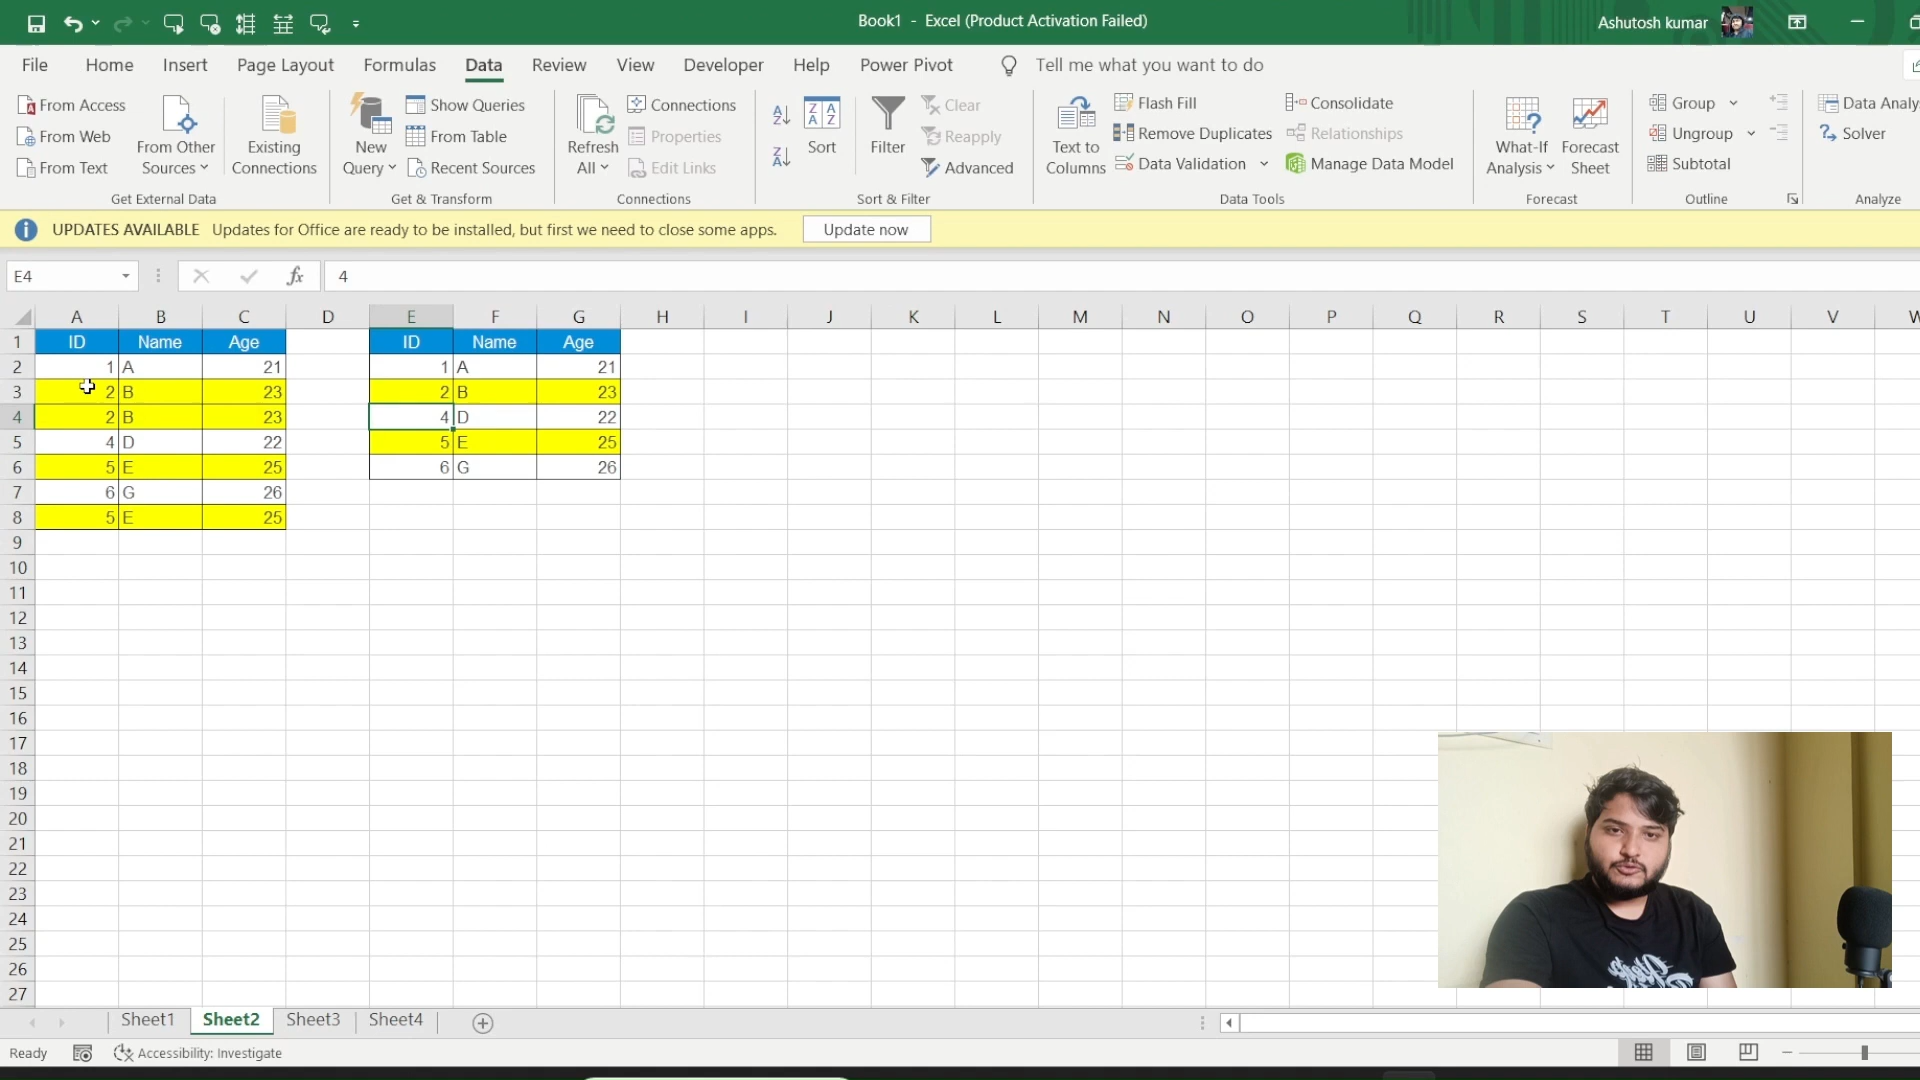 Book1 - Excel (Product Activation Failed)
Ashutosh kumar
File Home Insert Page Layout Formulas Data Review View Developer Help Power Pivot Tell me what you want to do
From Access
From Web
From Text
From Other Sources
Existing Connections
Get External Data
New Query
Show Queries
From Table
Recent Sources
Get & Transform
Refresh All
Connections
Properties
Edit Links
Connections
Sort
Filter
Clear
Reapply
Advanced
Sort & Filter
Text to Columns
Flash Fill
Remove Duplicates
Data Validation
Consolidate
Relationships
Manage Data Model
Data Tools
What-If Analysis
Forecast Sheet
Forecast
Group
Ungroup
Subtotal
Outline
Data Analy
Solver
Analyze
UPDATES AVAILABLE Updates for Office are ready to be installed, but first we need to close some apps. Update now
E4 fx 4
A B C D E F G H I J K L M N O P Q R S T U V W
1 ID Name Age ID Name Age
2 1 A 21 1 A 21
3 2 B 23 2 B 23
4 2 B 23 4 D 22
5 4 D 22 5 E 25
6 5 E 25 6 G 26
7 6 G 26
8 5 E 25
9
10
11
12
13
14
15
16
17
18
19
20
21
22
23
24
25
26
27
Sheet1 Sheet2 Sheet3 Sheet4
Ready Accessibility: Investigate